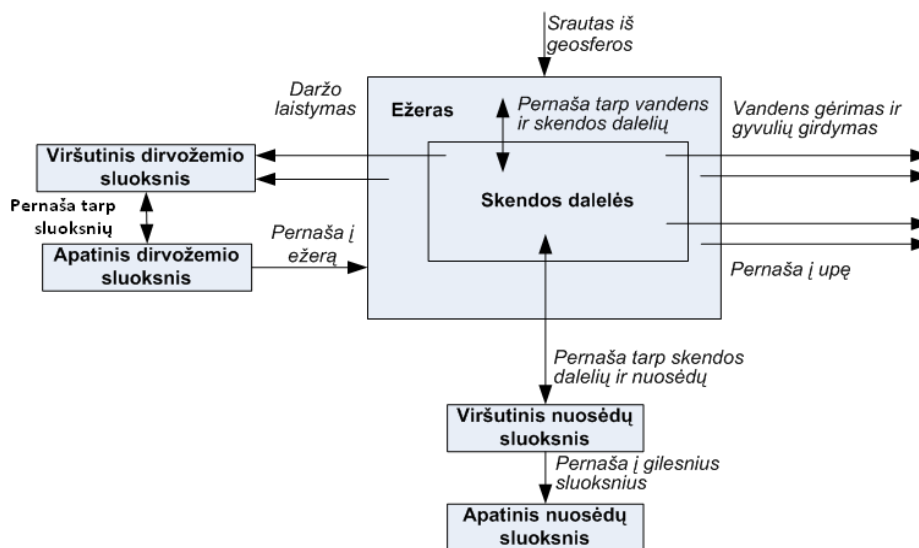 Srautas iš
geosferos
Daržo
laistymas
Ežeras
Pernaša tarp vandens
ir skendos dalelių
Vandens gėrimas ir
gyvulių girdymas
Viršutinis dirvožemio
sluoksnis
Skendos dalelės
Pernaša tarp
sluoksnių
Pernaša į
ežerą
Apatinis dirvožemio
sluoksnis
Pernaša į upę
Pernaša tarp skendos
dalelių ir nuosėdų
Viršutinis nuosėdų
sluoksnis
Pernaša į gilesnius
sluoksnius
Apatinis nuosėdų
sluoksnis